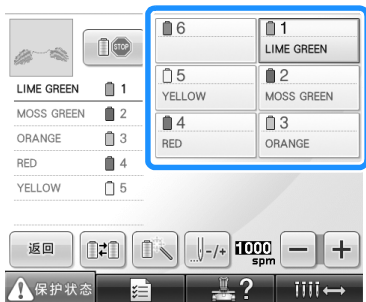 STOP
LIME GREEN 1
MOSS GREEN 2
ORANGE 3
RED 4
YELLOW 5
6
1
LIME GREEN
5
YELLOW
2
MOSS GREEN
4
RED
3
ORANGE
返回
-/+
1000
spm
− +
保护状态
?